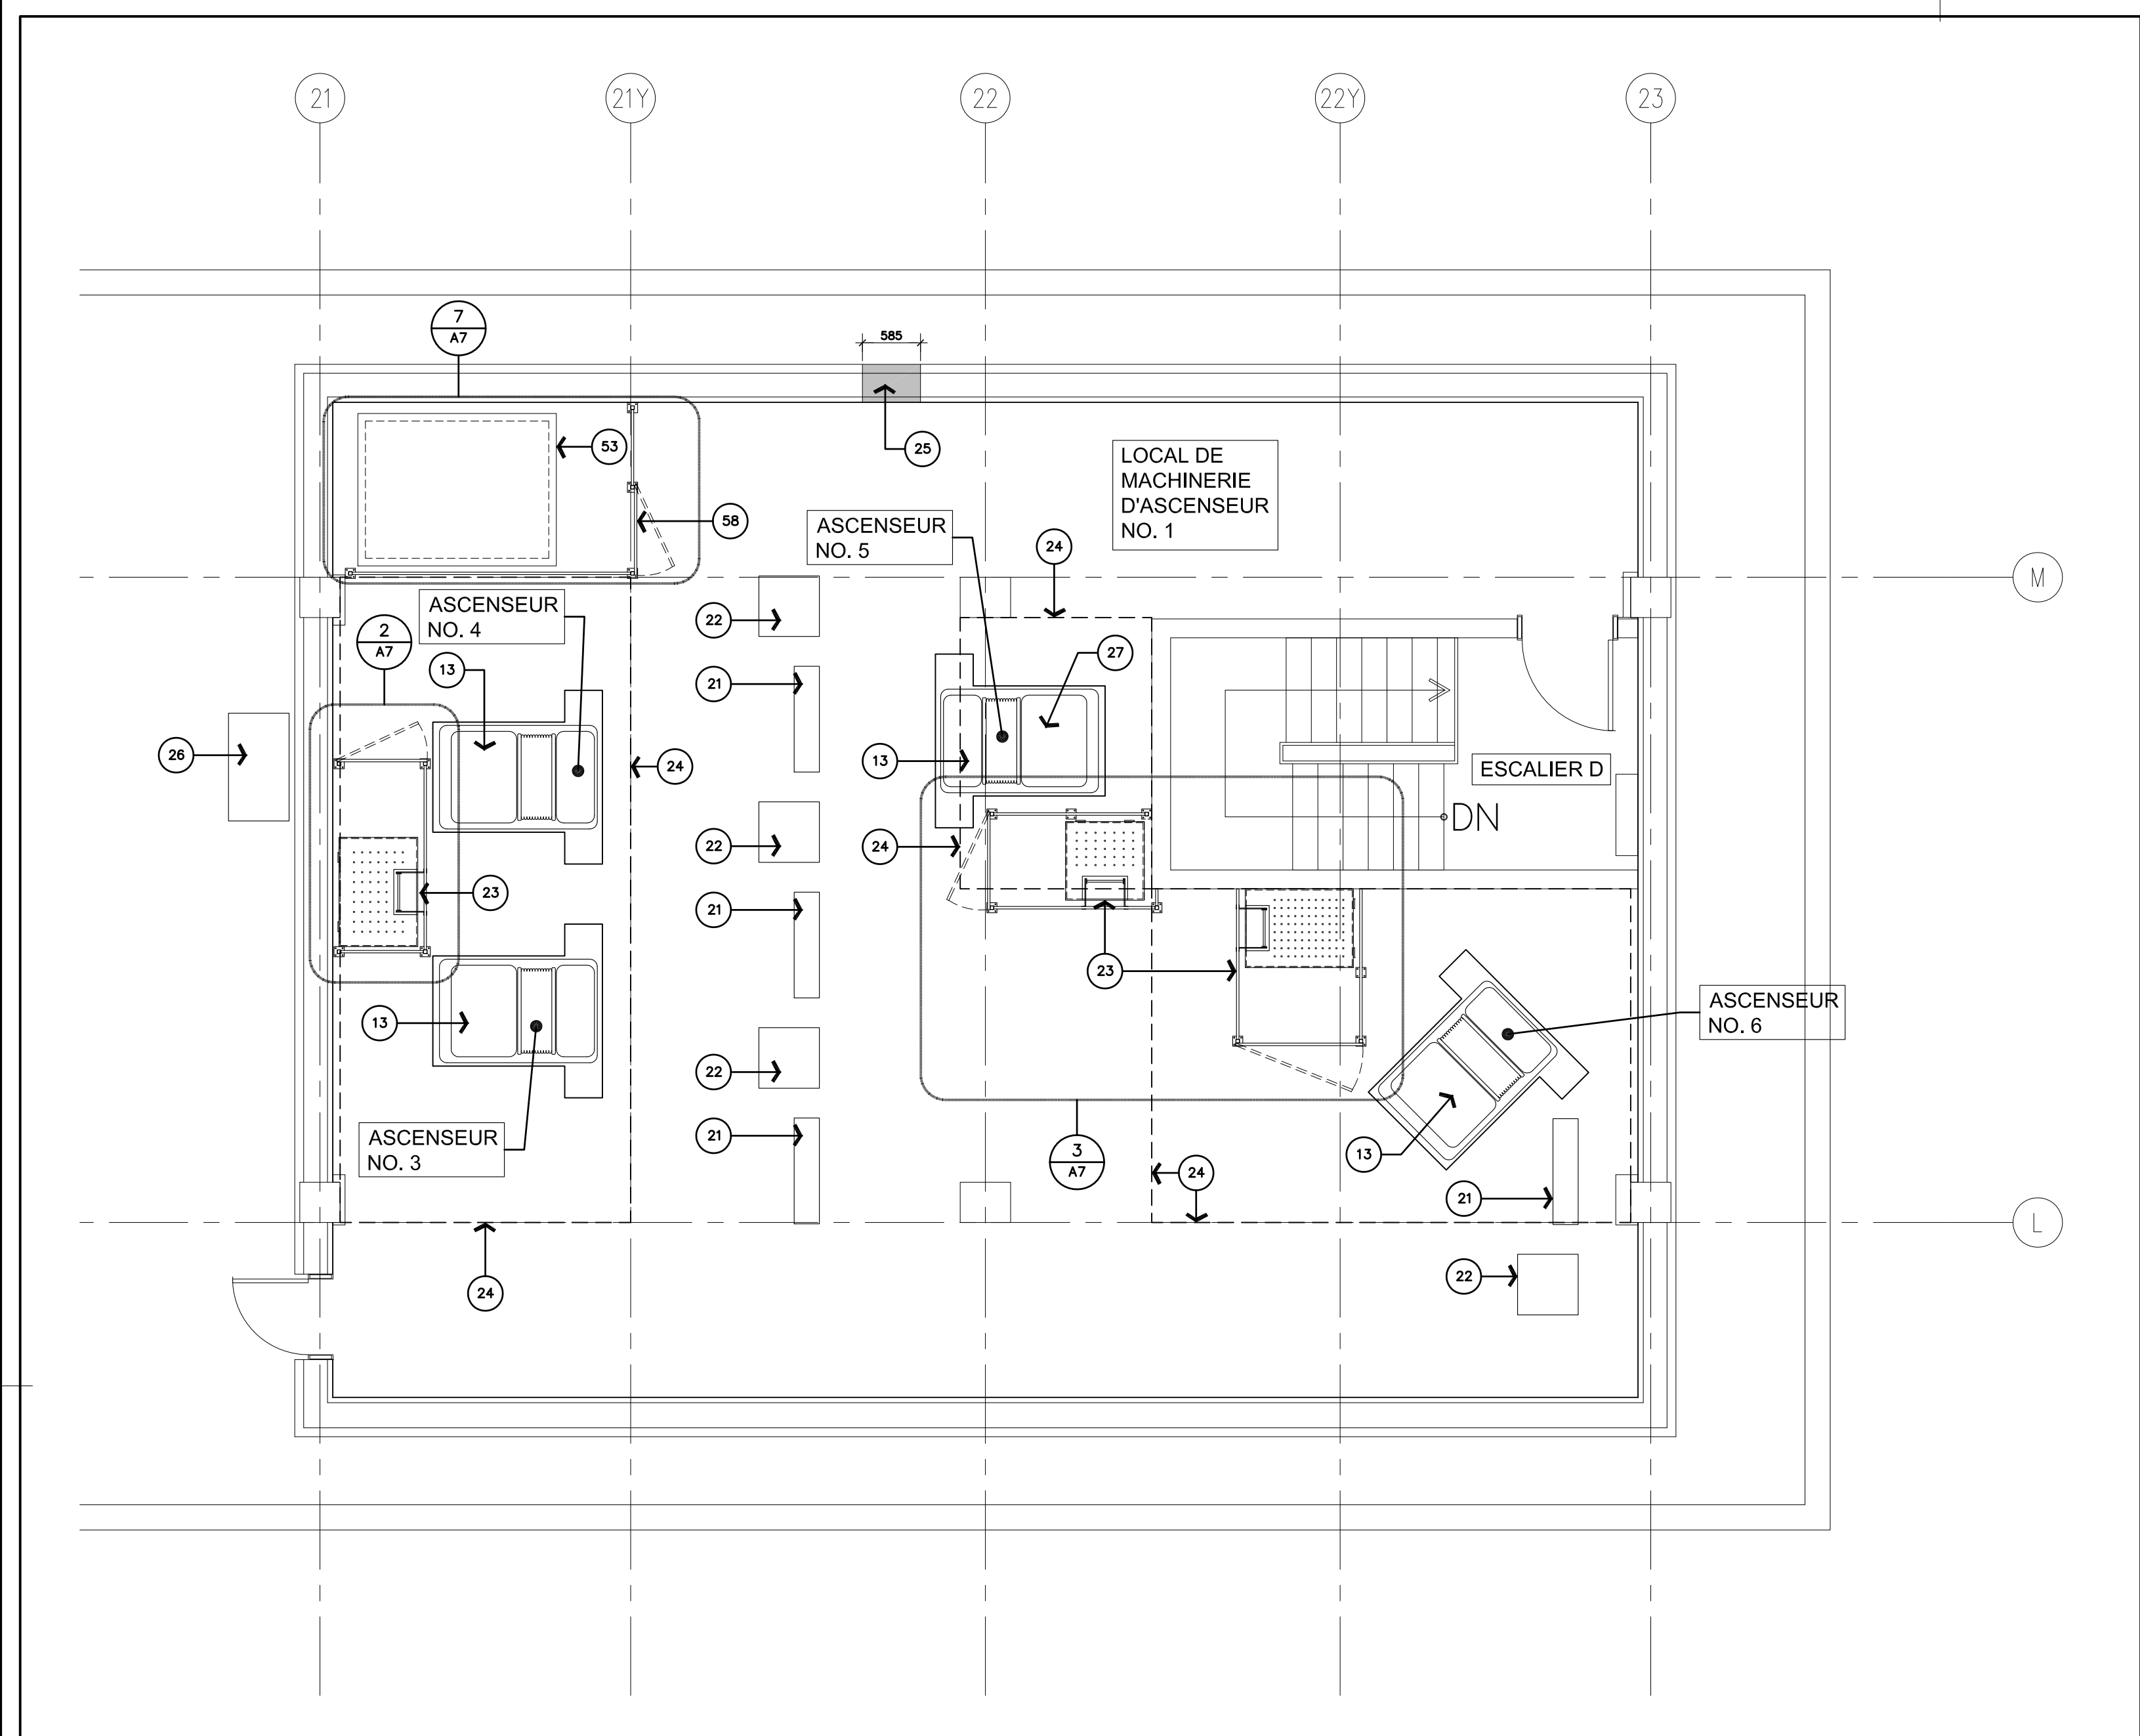 21
21Y
22
22Y
23
7
A7
585
53
25
LOCAL DE
MACHINERIE
D'ASCENSEUR
NO. 1
58
ASCENSEUR
NO. 5
24
M
ASCENSEUR
NO. 4
22
2
A7
13
21
27
26
24
13
ESCALIER D
DN
22
24
23
21
23
ASCENSEUR
NO. 6
13
22
ASCENSEUR
NO. 3
21
3
A7
13
24
21
L
24
22